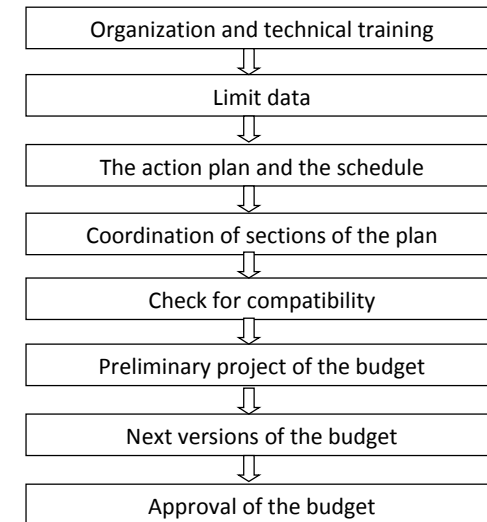 Organization and technical training
Limit data
The action plan and the schedule
Coordination of sections of the plan
Check for compatibility
Preliminary project of the budget
Next versions of the budget
Approval of the budget